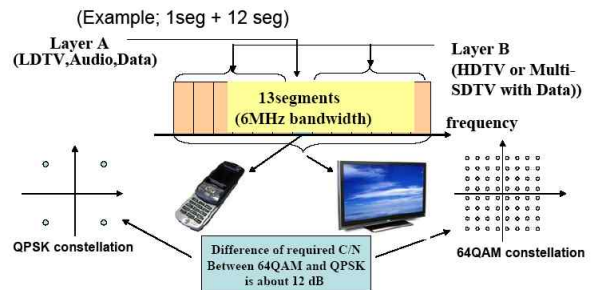 (Example; 1seg + 12 seg)
Layer A
(LDTV,Audio,Data)
Layer B
(HDTV or Multi-
SDTV with Data))
13segments
(6MHz bandwidth)
frequency
QPSK constellation
Difference of required C/N
Between 64QAM and QPSK
is about 12 dB
64QAM constellation